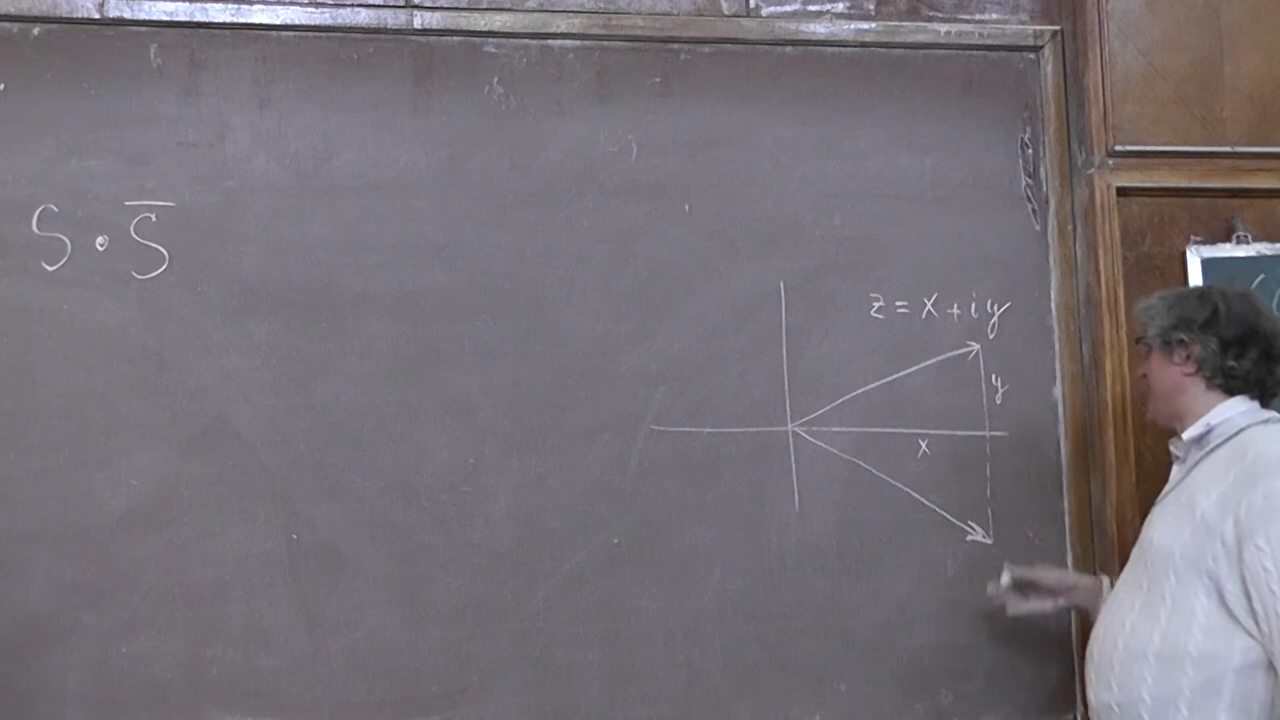 S · S̅
z = x + iy
y
x